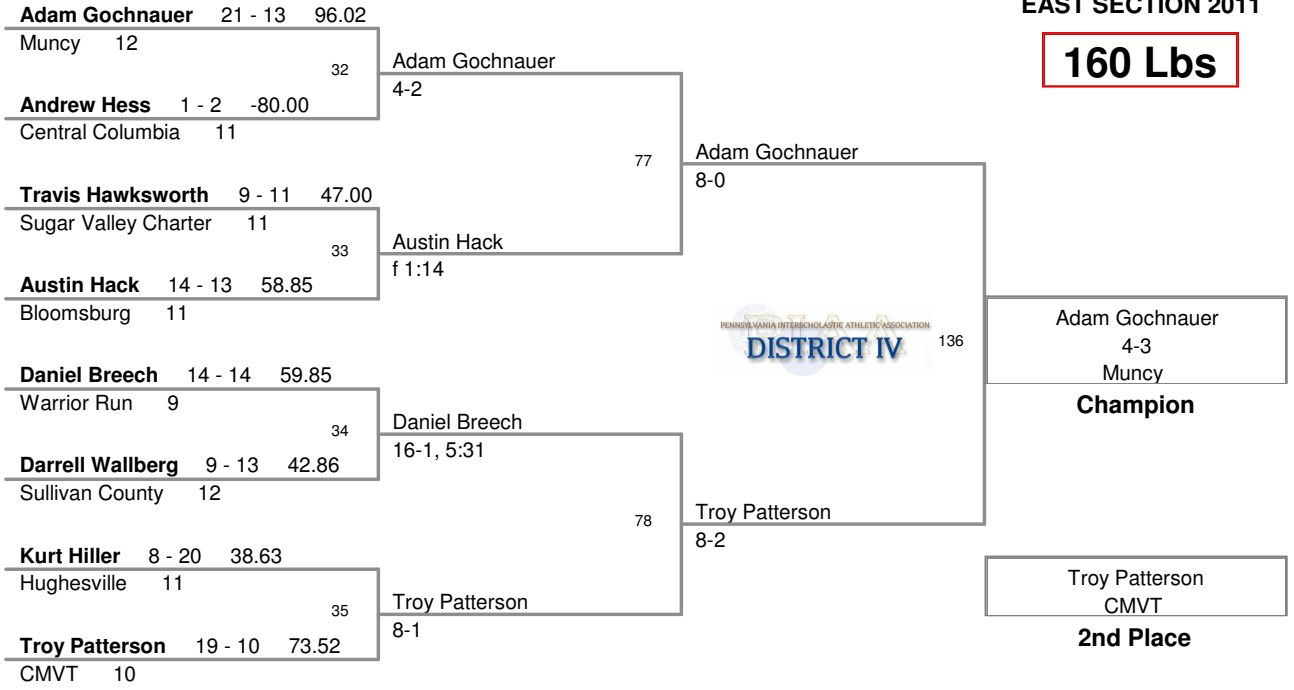 EAST SECTION 2011
160 Lbs
Adam Gochnauer 21 - 13 96.02
Muncy 12
32
Andrew Hess 1 - 2 -80.00
Central Columbia 11
Adam Gochnauer
4-2
Travis Hawksworth 9 - 11 47.00
Sugar Valley Charter 11
33
Austin Hack 14 - 13 58.85
Bloomsburg 11
Austin Hack
f 1:14
77
Adam Gochnauer
8-0
Daniel Breech 14 - 14 59.85
Warrior Run 9
34
Darrell Wallberg 9 - 13 42.86
Sullivan County 12
Daniel Breech
16-1, 5:31
Kurt Hiller 8 - 20 38.63
Hughesville 11
35
Troy Patterson 19 - 10 73.52
CMVT 10
Troy Patterson
8-1
78
Troy Patterson
8-2
PIAA
PENNSYLVANIA INTERSCHOLASTIC ATHLETIC ASSOCIATION
DISTRICT IV
136
Adam Gochnauer
4-3
Muncy
Champion
Troy Patterson
CMVT
2nd Place